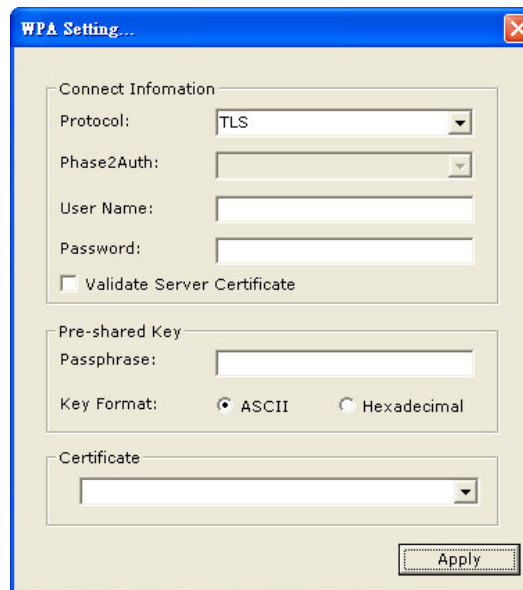 WPA Setting...
Connect Infomation
Protocol: TLS
Phase2Auth:
User Name:
Password:
Validate Server Certificate
Pre-shared Key
Passphrase:
Key Format: ASCII Hexadecimal
Certificate
Apply